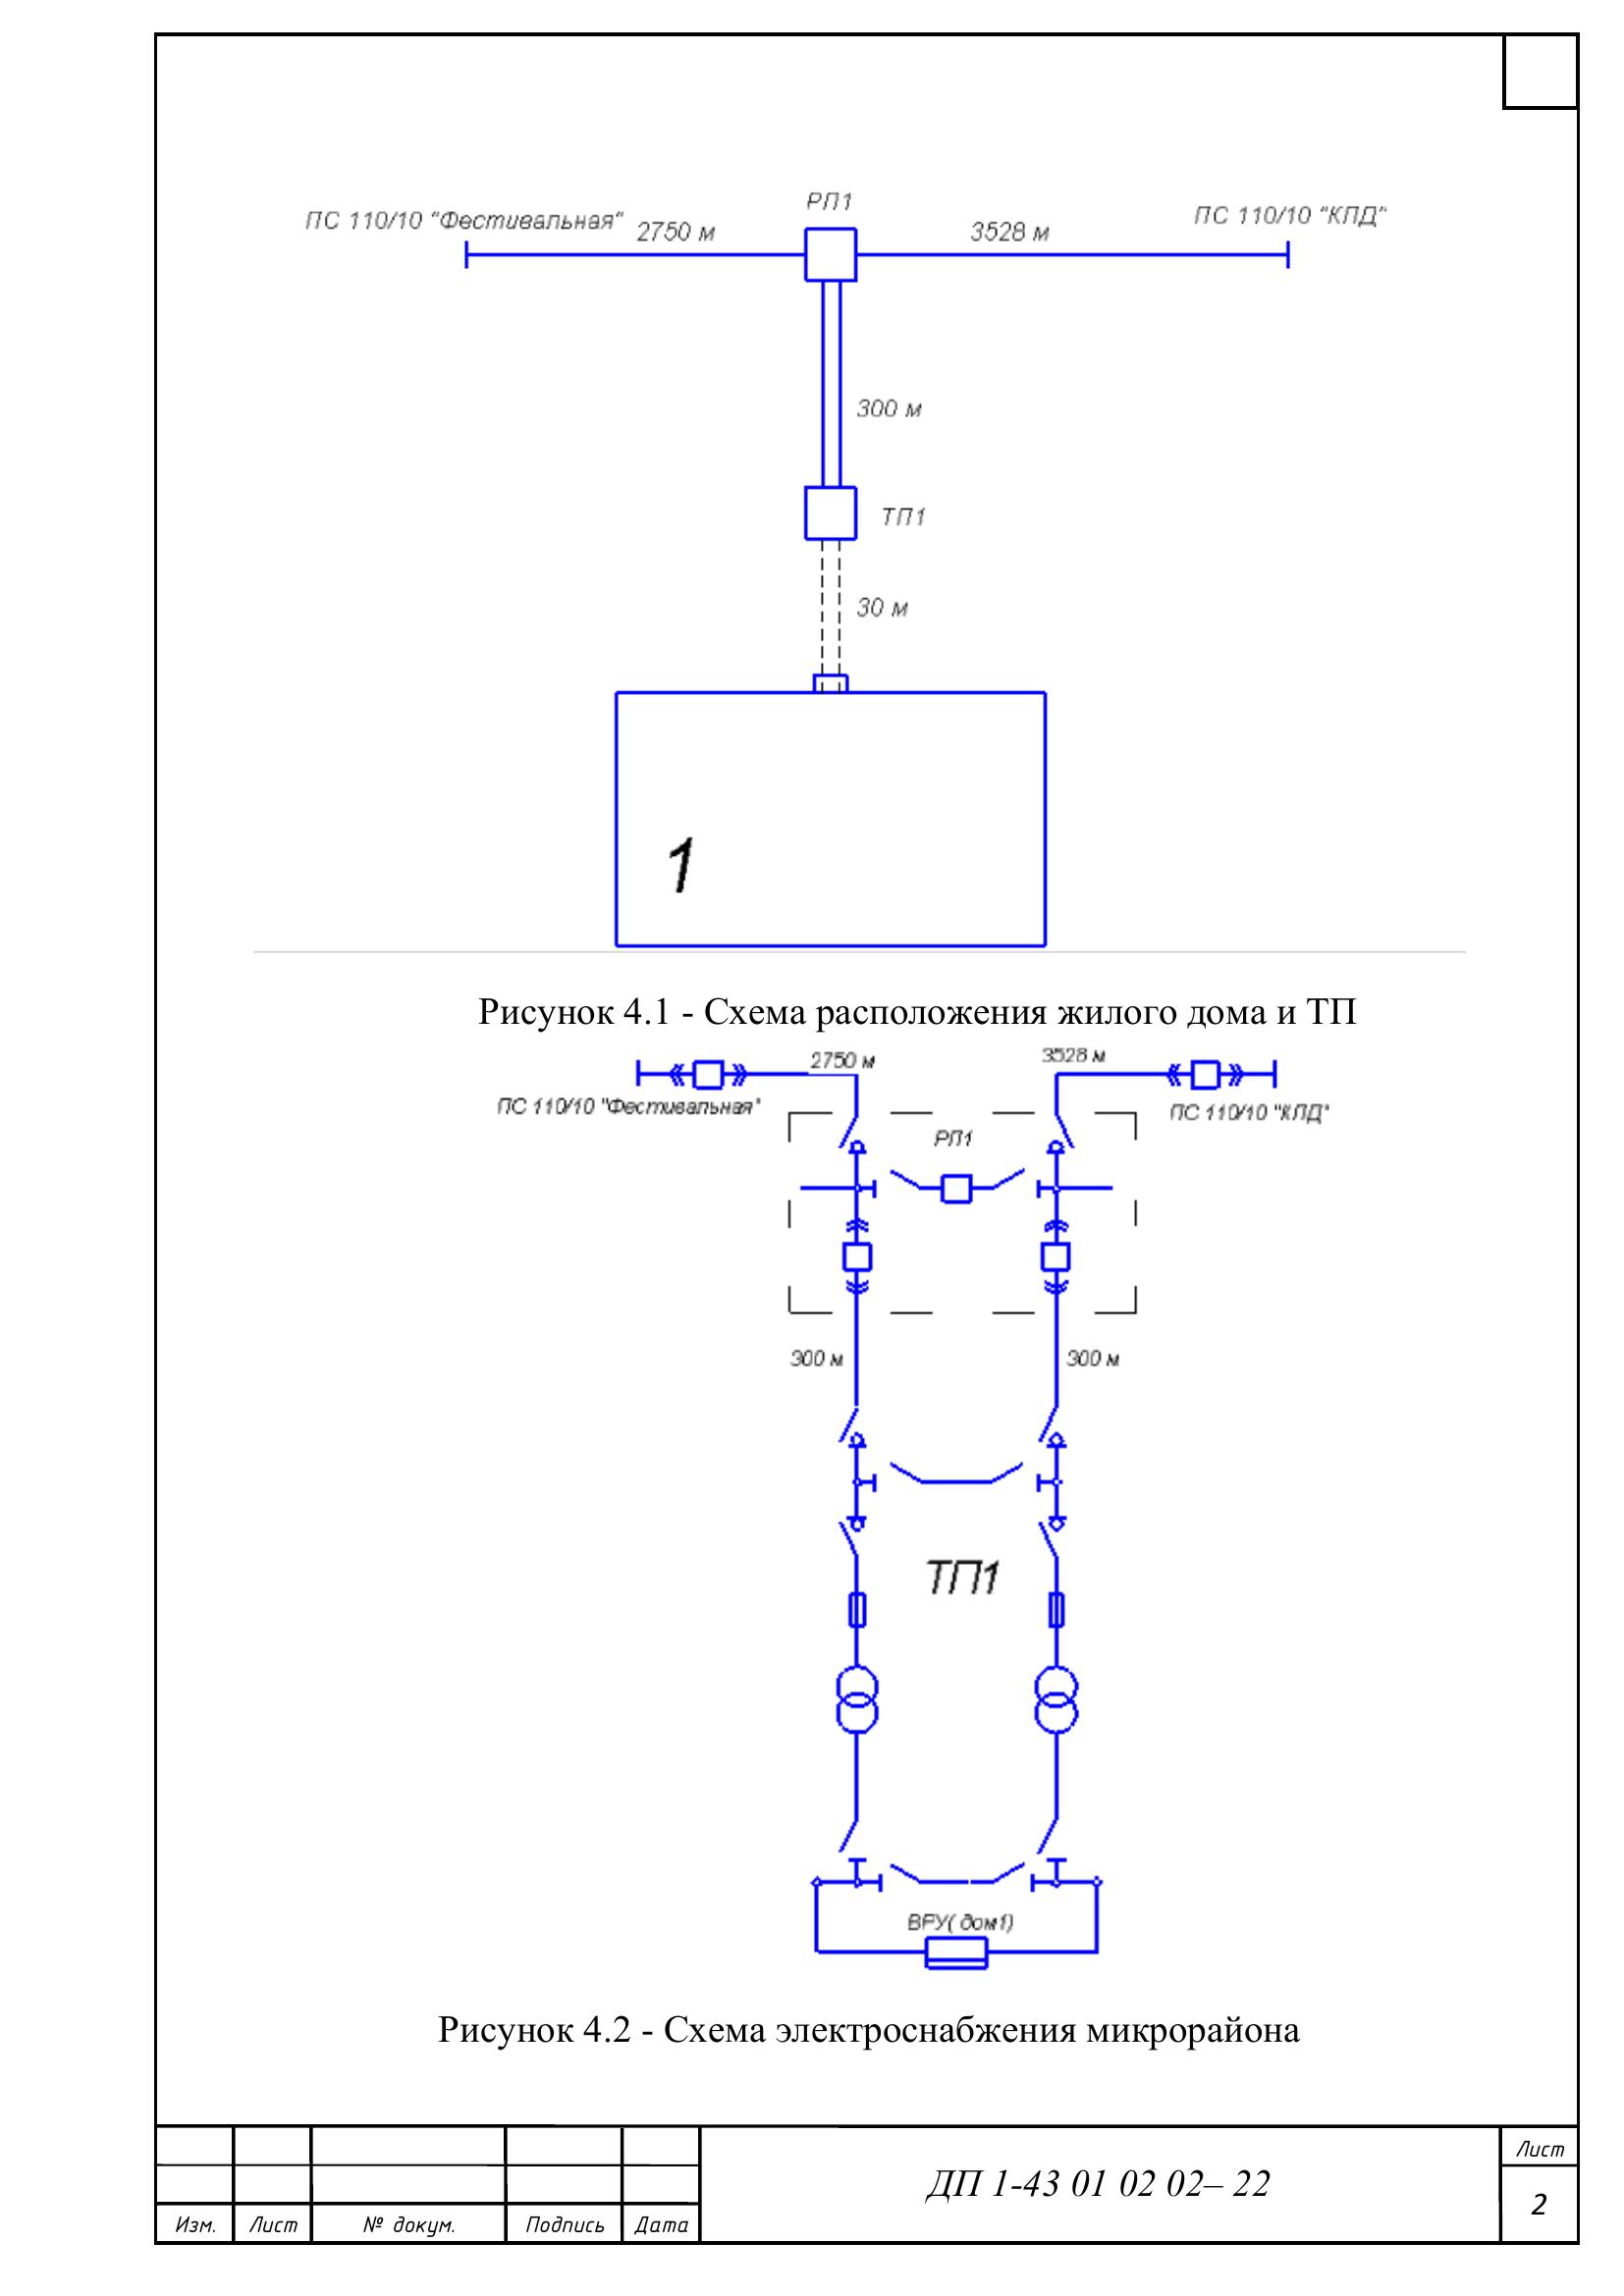 РП1
ПС 110/10 "Фестивальная"
2750 м
3528 м
ПС 110/10 "КПД"
300 м
ТП1
30 м
1
Рисунок 4.1 - Схема расположения жилого дома и ТП
2750 м
3528 м
ПС 110/10 "Фестивальная"
ПС 110/10 "КПД"
РП1
300 м
300 м
ТП1
ВРУ( дом1)
Рисунок 4.2 - Схема электроснабжения микрорайона
ДП 1-43 01 02 02– 22
Лист
2
Изм. Лист № докум. Подпись Дата